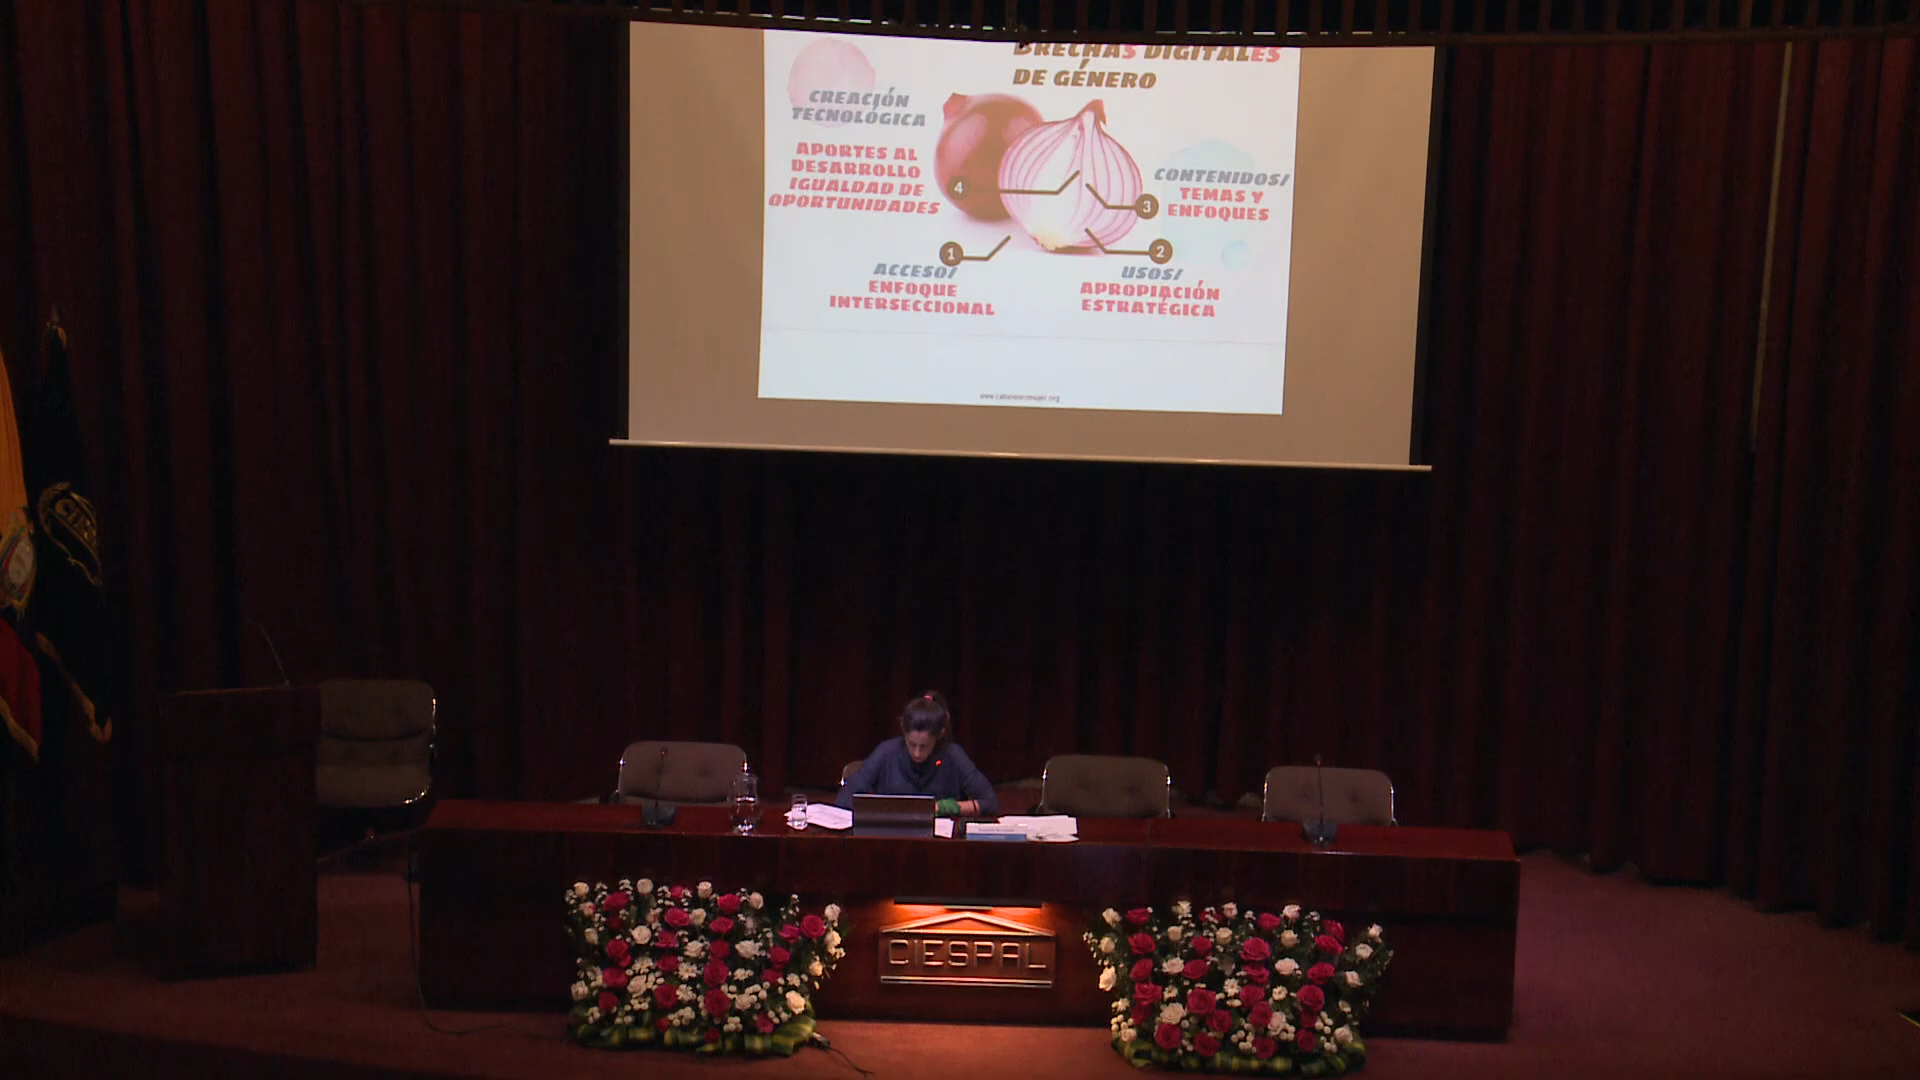 BRECHAS DIGITALES
DE GÉNERO
CREACIÓN
TECNOLÓGICA
APORTES AL
DESARROLLO
IGUALDAD DE
OPORTUNIDADES
4
3
CONTENIDOS/
TEMAS Y
ENFOQUES
1
ACCESO/
ENFOQUE
INTERSECCIONAL
2
USOS/
APROPIACIÓN
ESTRATÉGICA
CIESPAL